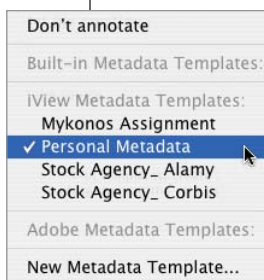 Don't annotate
Built-in Metadata Templates:
iView Metadata Templates:
Mykonos Assignment
✓ Personal Metadata
Stock Agency_ Alamy
Stock Agency_ Corbis
Adobe Metadata Templates:
New Metadata Template...